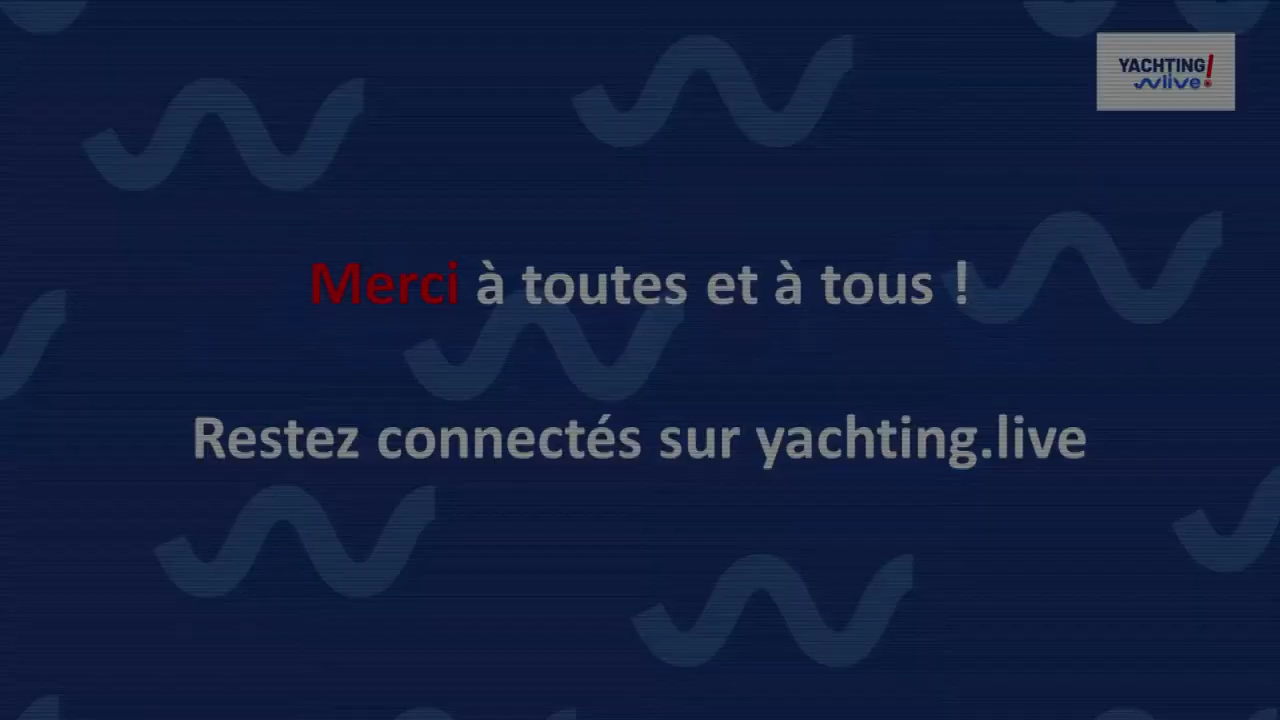 YACHTING!
live
Merci à toutes et à tous !
Restez connectés sur yachting.live